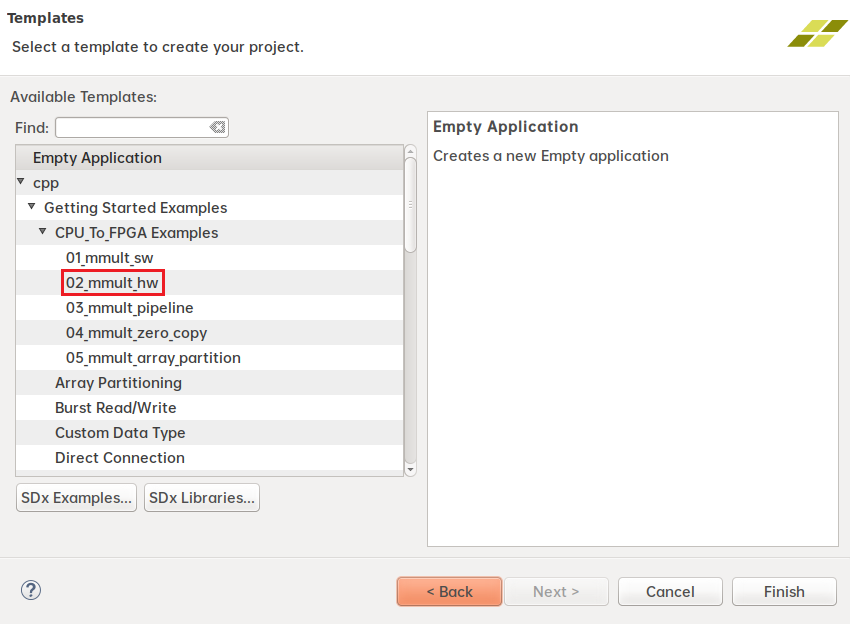 Templates
Select a template to create your project.
Available Templates:
Find:
Empty Application
cpp
Getting Started Examples
CPU_To_FPGA Examples
01_mmult_sw
02_mmult_hw
03_mmult_pipeline
04_mmult_zero_copy
05_mmult_array_partition
Array Partitioning
Burst Read/Write
Custom Data Type
Direct Connection
SDx Examples... SDx Libraries...
Empty Application
Creates a new Empty application
? < Back Next > Cancel Finish